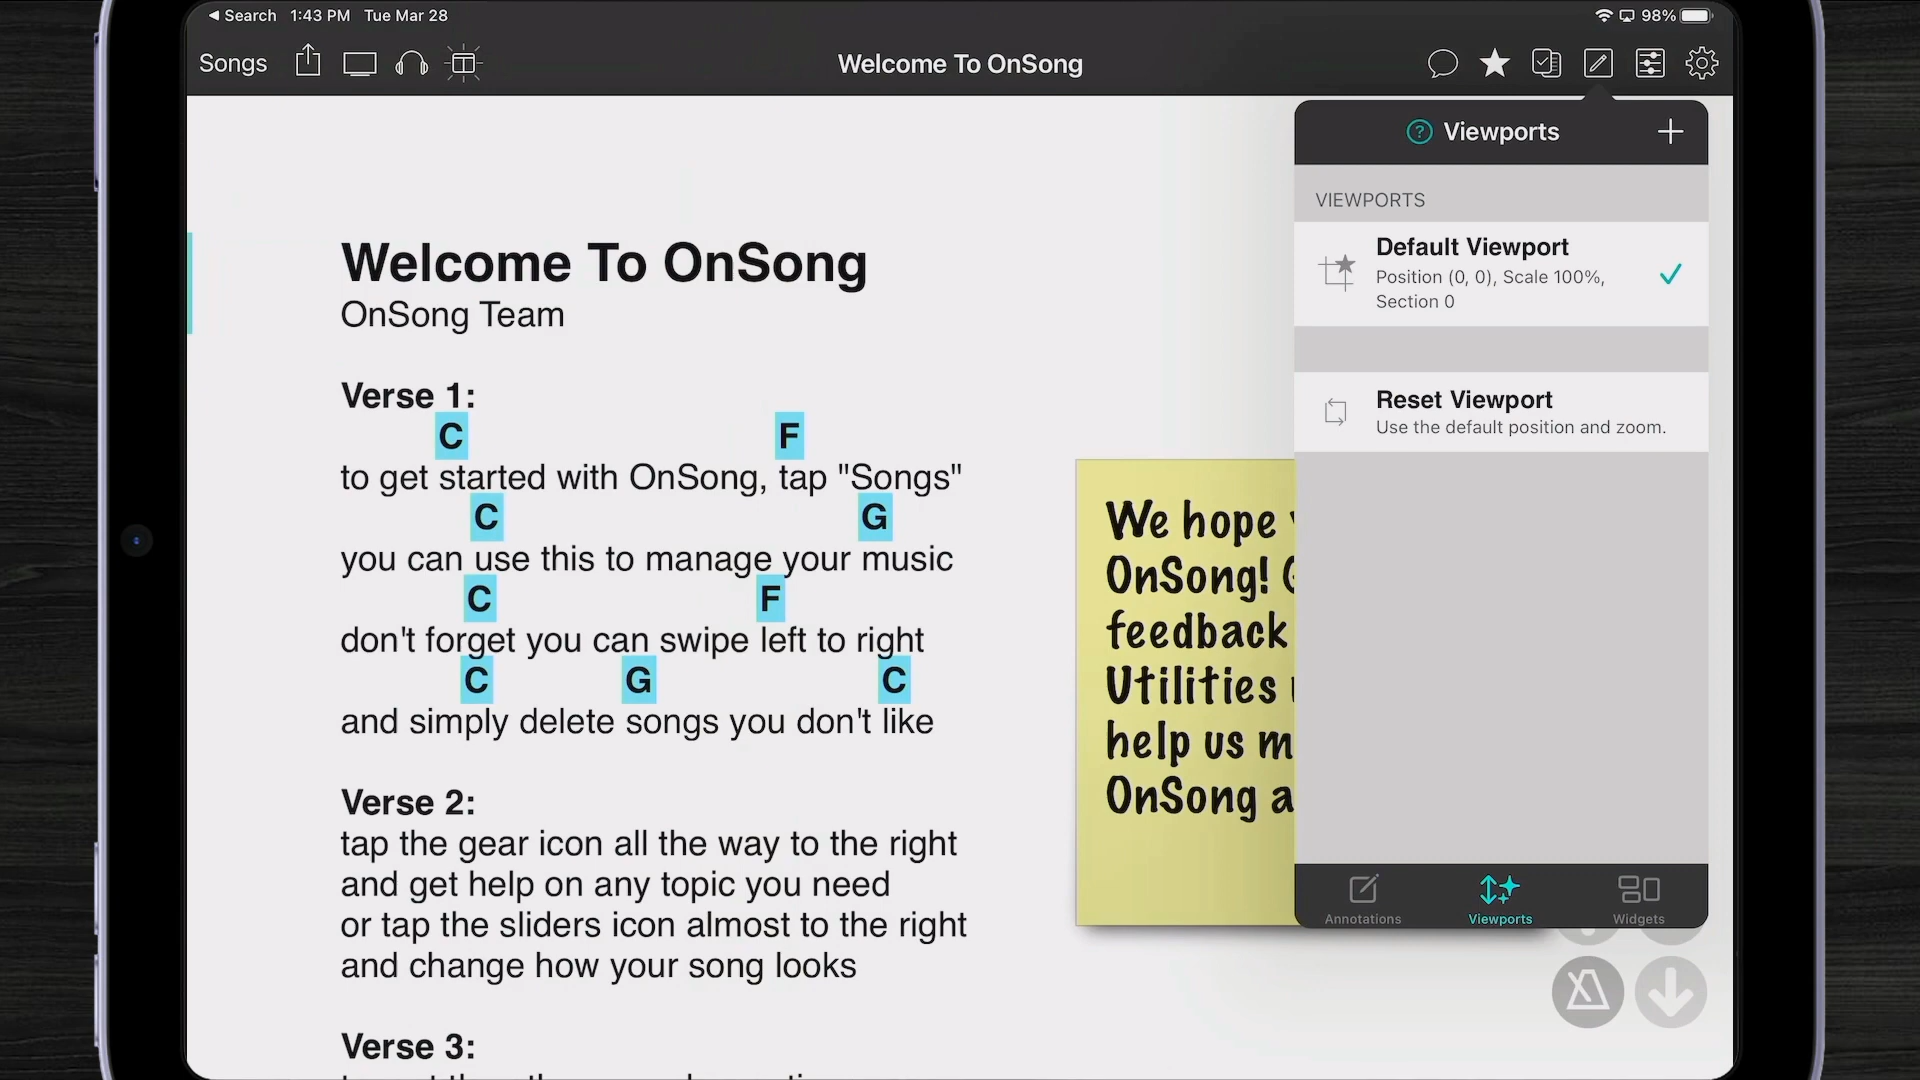 Search 1:43 PM Tue Mar 28
98%
Songs
Welcome To OnSong
Welcome To OnSong
OnSong Team
Verse 1:
C F
to get started with OnSong, tap "Songs"
C G
you can use this to manage your music
C F
don't forget you can swipe left to right
C G C
and simply delete songs you don't like
Verse 2:
tap the gear icon all the way to the right
and get help on any topic you need
or tap the sliders icon almost to the right
and change how your song looks
Verse 3:
We hope
OnSong!
feedback
Utilities
help us
OnSong
? Viewports +
VIEWPORTS
Default Viewport
Position (0, 0), Scale 100%,
Section 0
Reset Viewport
Use the default position and zoom.
Annotations
Viewports
Widgets